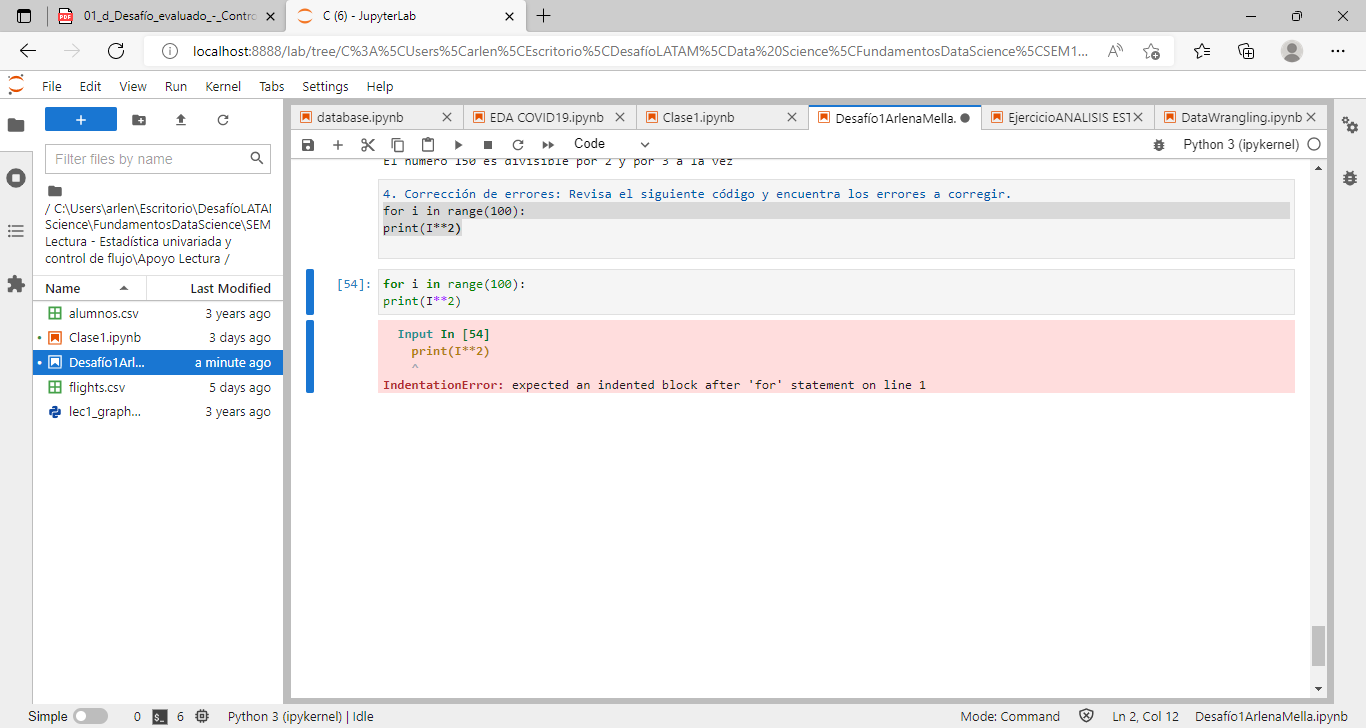 01_d_Desafío_evaluado_-_Contro
C (6) - JupyterLab
localhost:8888/lab/tree/C%3A%5CUsers%5Carlen%5CEscritorio%5CDesafíoLATAM%5CData%20Science%5CFundamentosDataScience%5CSEM1...
File Edit View Run Kernel Tabs Settings Help
database.ipynb
EDA COVID19.ipynb
Clase1.ipynb
Desafío1ArlenaMella.
EjercicioANALISIS EST
DataWrangling.ipynb
Code
Python 3 (ipykernel)
Filter files by name
/ C:\Users\arlen\Escritorio\DesafíoLATAM
Science\FundamentosDataScience\SEM
Lectura - Estadística univariada y
control de flujo\Apoyo Lectura /
Name Last Modified
alumnos.csv 3 years ago
Clase1.ipynb 3 days ago
Desafío1Arl... a minute ago
flights.csv 5 days ago
lec1_graph... 3 years ago
El número 150 es divisible por 2 y por 3 a la vez
4. Corrección de errores: Revisa el siguiente código y encuentra los errores a corregir.
for i in range(100):
print(I**2)
[54]: for i in range(100):
print(I**2)
Input In [54]
print(I**2)
^
IndentationError: expected an indented block after 'for' statement on line 1
Simple 0 $_ 6 Python 3 (ipykernel) | Idle
Mode: Command Ln 2, Col 12 Desafío1ArlenaMella.ipynb